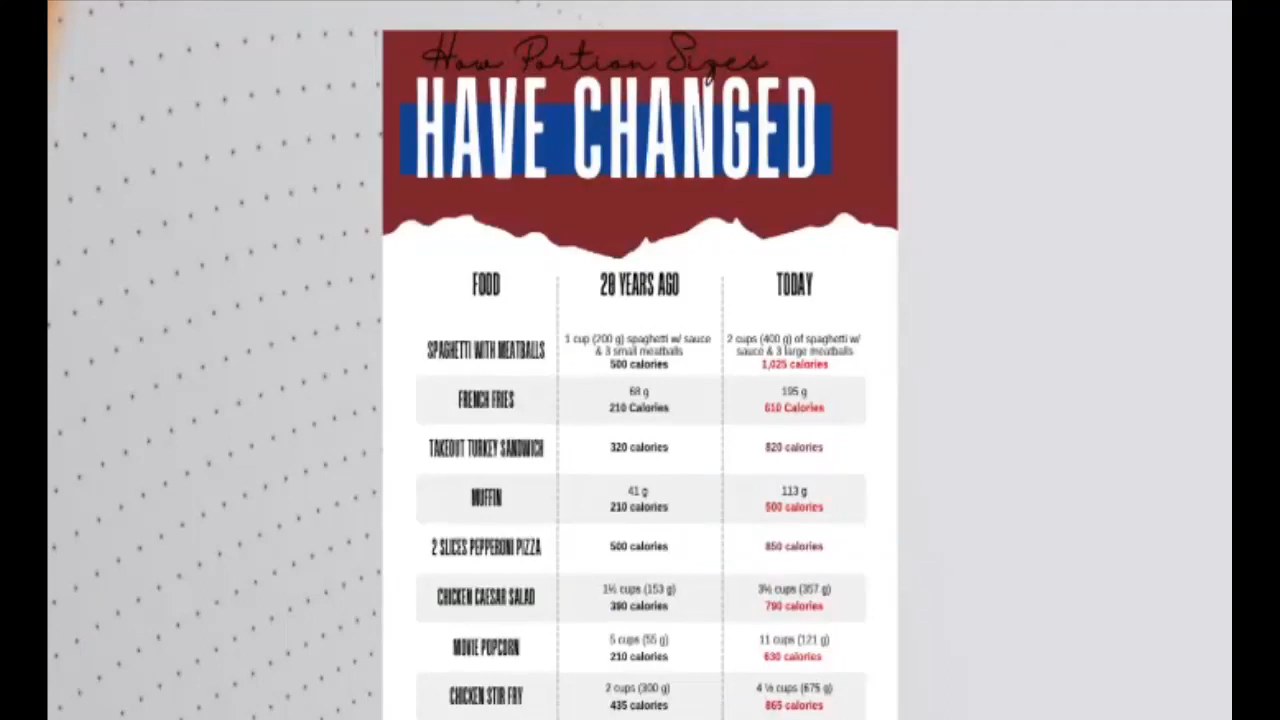 How Portion Sizes
HAVE CHANGED
FOOD 20 YEARS AGO TODAY
SPAGHETTI WITH MEATBALLS
1 cup (200 g) spaghetti w/ sauce
& 3 small meatballs
500 calories
2 cups (400 g) of spaghetti w/
sauce & 3 large meatballs
1,025 calories
FRENCH FRIES
68 g
210 Calories
195 g
610 Calories
TAKEOUT TURKEY SANDWICH
320 calories
820 calories
MUFFIN
41 g
210 calories
113 g
500 calories
2 SLICES PEPPERONI PIZZA
500 calories
850 calories
CHICKEN CAESAR SALAD
1½ cups (153 g)
390 calories
3½ cups (357 g)
790 calories
MOVIE POPCORN
5 cups (55 g)
210 calories
11 cups (121 g)
630 calories
CHICKEN STIR FRY
2 cups (300 g)
435 calories
4 ½ cups (675 g)
865 calories